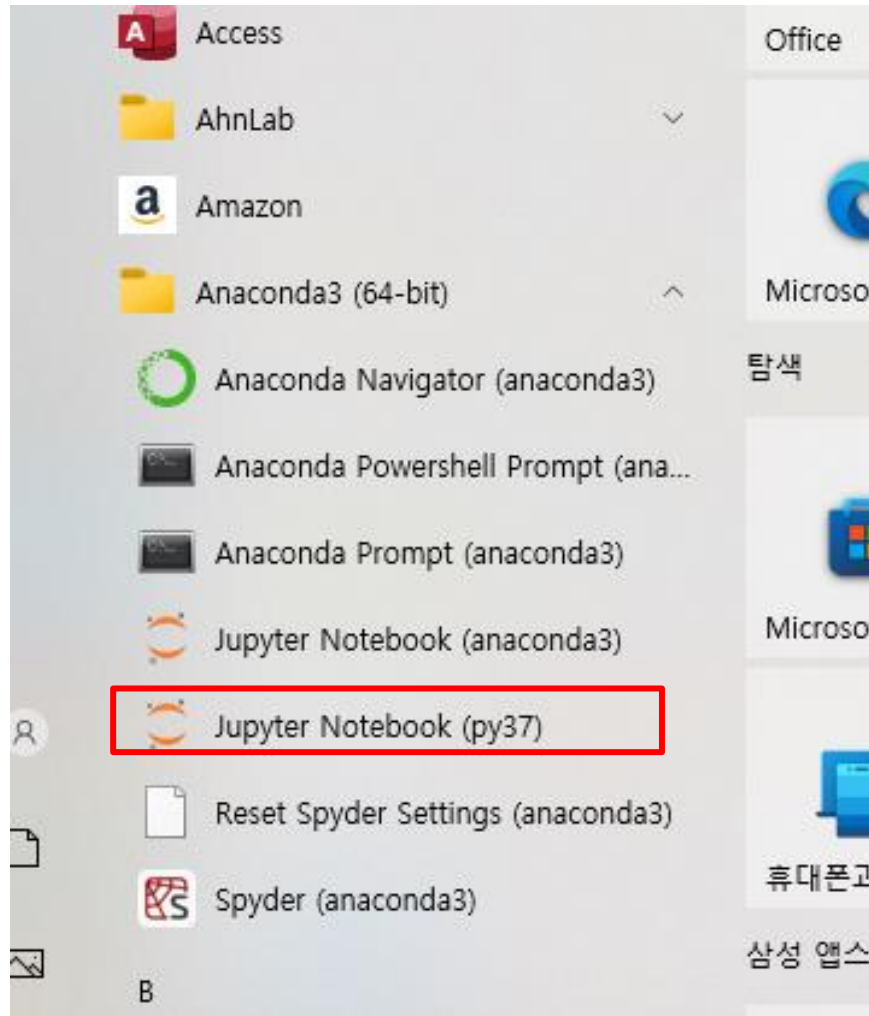 Access
AhnLab
Amazon
Anaconda3 (64-bit)
Anaconda Navigator (anaconda3)
Anaconda Powershell Prompt (ana...
Anaconda Prompt (anaconda3)
Jupyter Notebook (anaconda3)
Jupyter Notebook (py37)
Reset Spyder Settings (anaconda3)
Spyder (anaconda3)
B
Office
Microso
탐색
Microso
휴대폰과
삼성 앱스